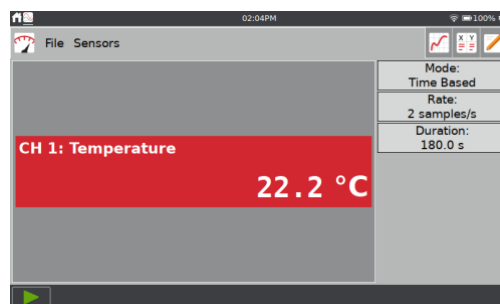 02:04PM
100%
File Sensors
X Y
Mode:
Time Based
Rate:
2 samples/s
Duration:
180.0 s
CH 1: Temperature
22.2 °C